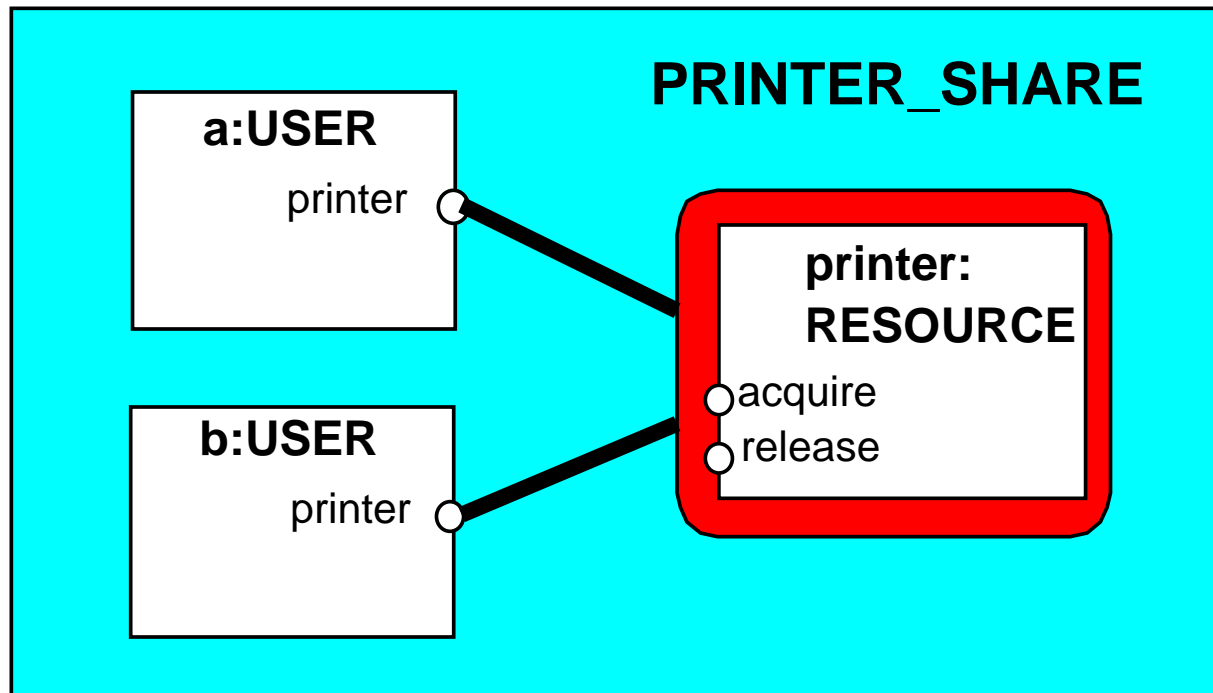 PRINTER_SHARE
a:USER
printer
b:USER
printer
printer:
RESOURCE
acquire
release